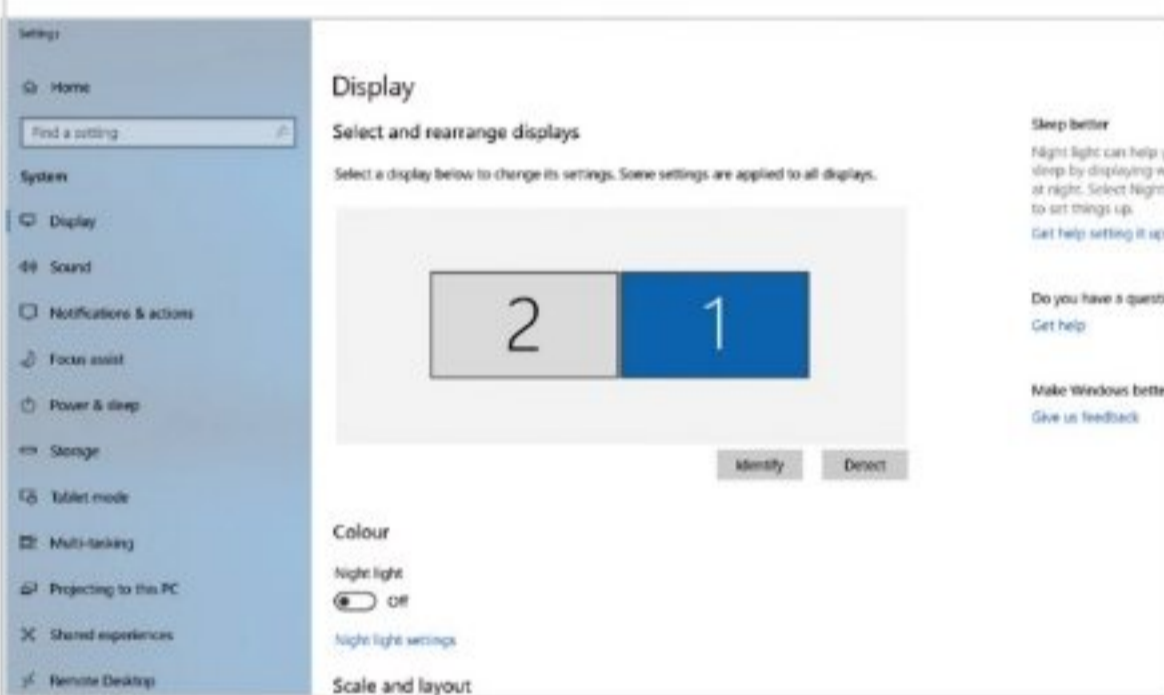 Settings
Home
Find a setting
System
Display
Sound
Notifications & actions
Focus assist
Power & sleep
Storage
Tablet mode
Multi-tasking
Projecting to this PC
Shared experiences
Remote Desktop
Display
Select and rearrange displays
Select a display below to change its settings. Some settings are applied to all displays.
2
1
Identify
Detect
Colour
Night light
Off
Night light settings
Scale and layout
Sleep better
Night light can help
sleep by displaying
at night. Select Night
to set things up.
Get help setting it up
Do you have a
Get help
Make Windows
Give us feedback